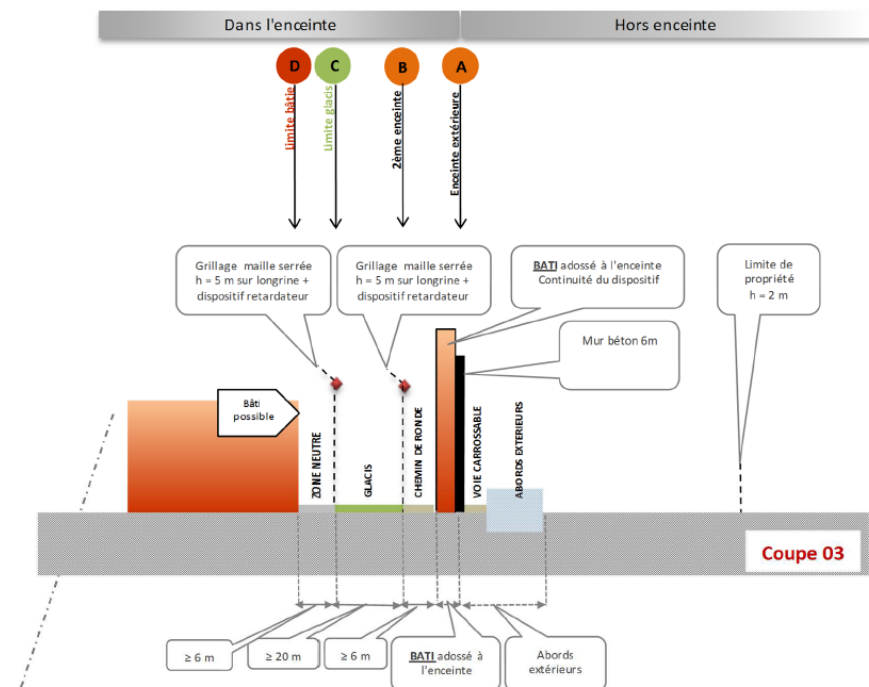 Dans l'enceinte
Hors enceinte
D
C
B
A
Limite bâtie
Limite glacis
2ème enceinte
Enceinte extérieure
Grillage maille serrée
h = 5 m sur longrine +
dispositif retardateur
Grillage maille serrée
h = 5 m sur longrine +
dispositif retardateur
BATI adossé à l'enceinte
Continuité du dispositif
Limite de
propriété
h = 2 m
Mur béton 6m
Bâti
possible
ZONE NEUTRE
GLACIS
CHEMIN DE RONDE
VOIE CARROSSABLE
ABORDS EXTERIEURS
Coupe 03
≥ 6 m
≥ 20 m
≥ 6 m
BATI adossé à
l'enceinte
Abords
extérieurs